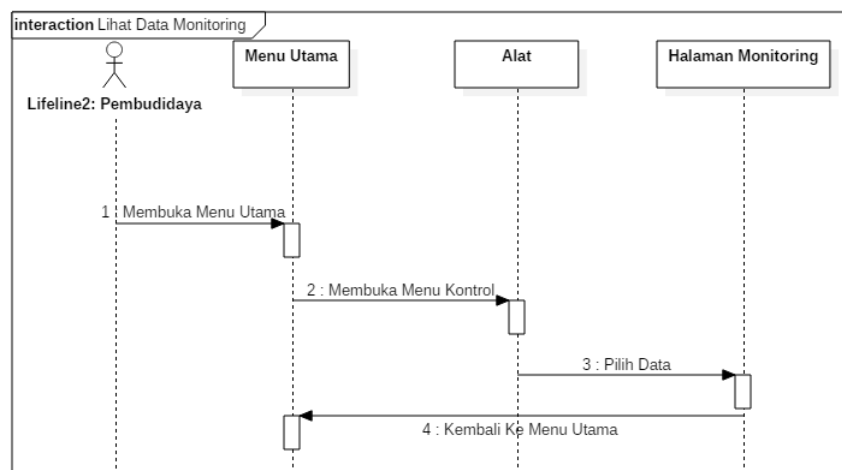 interaction Lihat Data Monitoring
Menu Utama
Alat
Halaman Monitoring
Lifeline2: Pembudidaya
1 : Membuka Menu Utama
2 : Membuka Menu Kontrol
3 : Pilih Data
4 : Kembali Ke Menu Utama